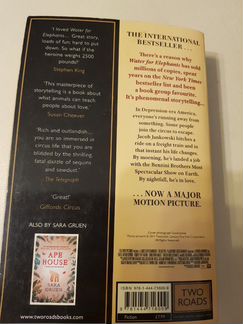 'I loved Water for
Elephants... Great story,
loads of fun, hard to put
down. So what if the
heroine weighs 2500
pounds?'
Stephen King
'This masterpiece of
storytelling is a book about
what animals can teach
people about love.'
Susan Cheever
'Rich and outlandish...
you are so immersed in
circus life that you are
blinded by the thrilling,
fatal dazzle of sequins
and sawdust.'
The Telegraph
'Great!'
Giffords Circus
ALSO BY SARA GRUEN
APE
HOUSE
SARA
GRUEN
www.tworoadsbooks.com
THE INTERNATIONAL
BESTSELLER . . .
There's a reason why
Water for Elephants has sold
millions of copies, spent
years on the New York Times
bestseller list and been
a book group favourite.
It's phenomenal storytelling...
In Depression-era America,
everyone's running away from
something. Some people
join the circus to escape.
Jacob Jankowski hitches a
ride on a freight train and in
that instant his life changes.
By morning, he's landed a job
with the Benzini Brothers Most
Spectacular Show on Earth.
By nightfall, he's in love.
. . . NOW A MAJOR
MOTION PICTURE.
TWO
ROADS
Fiction